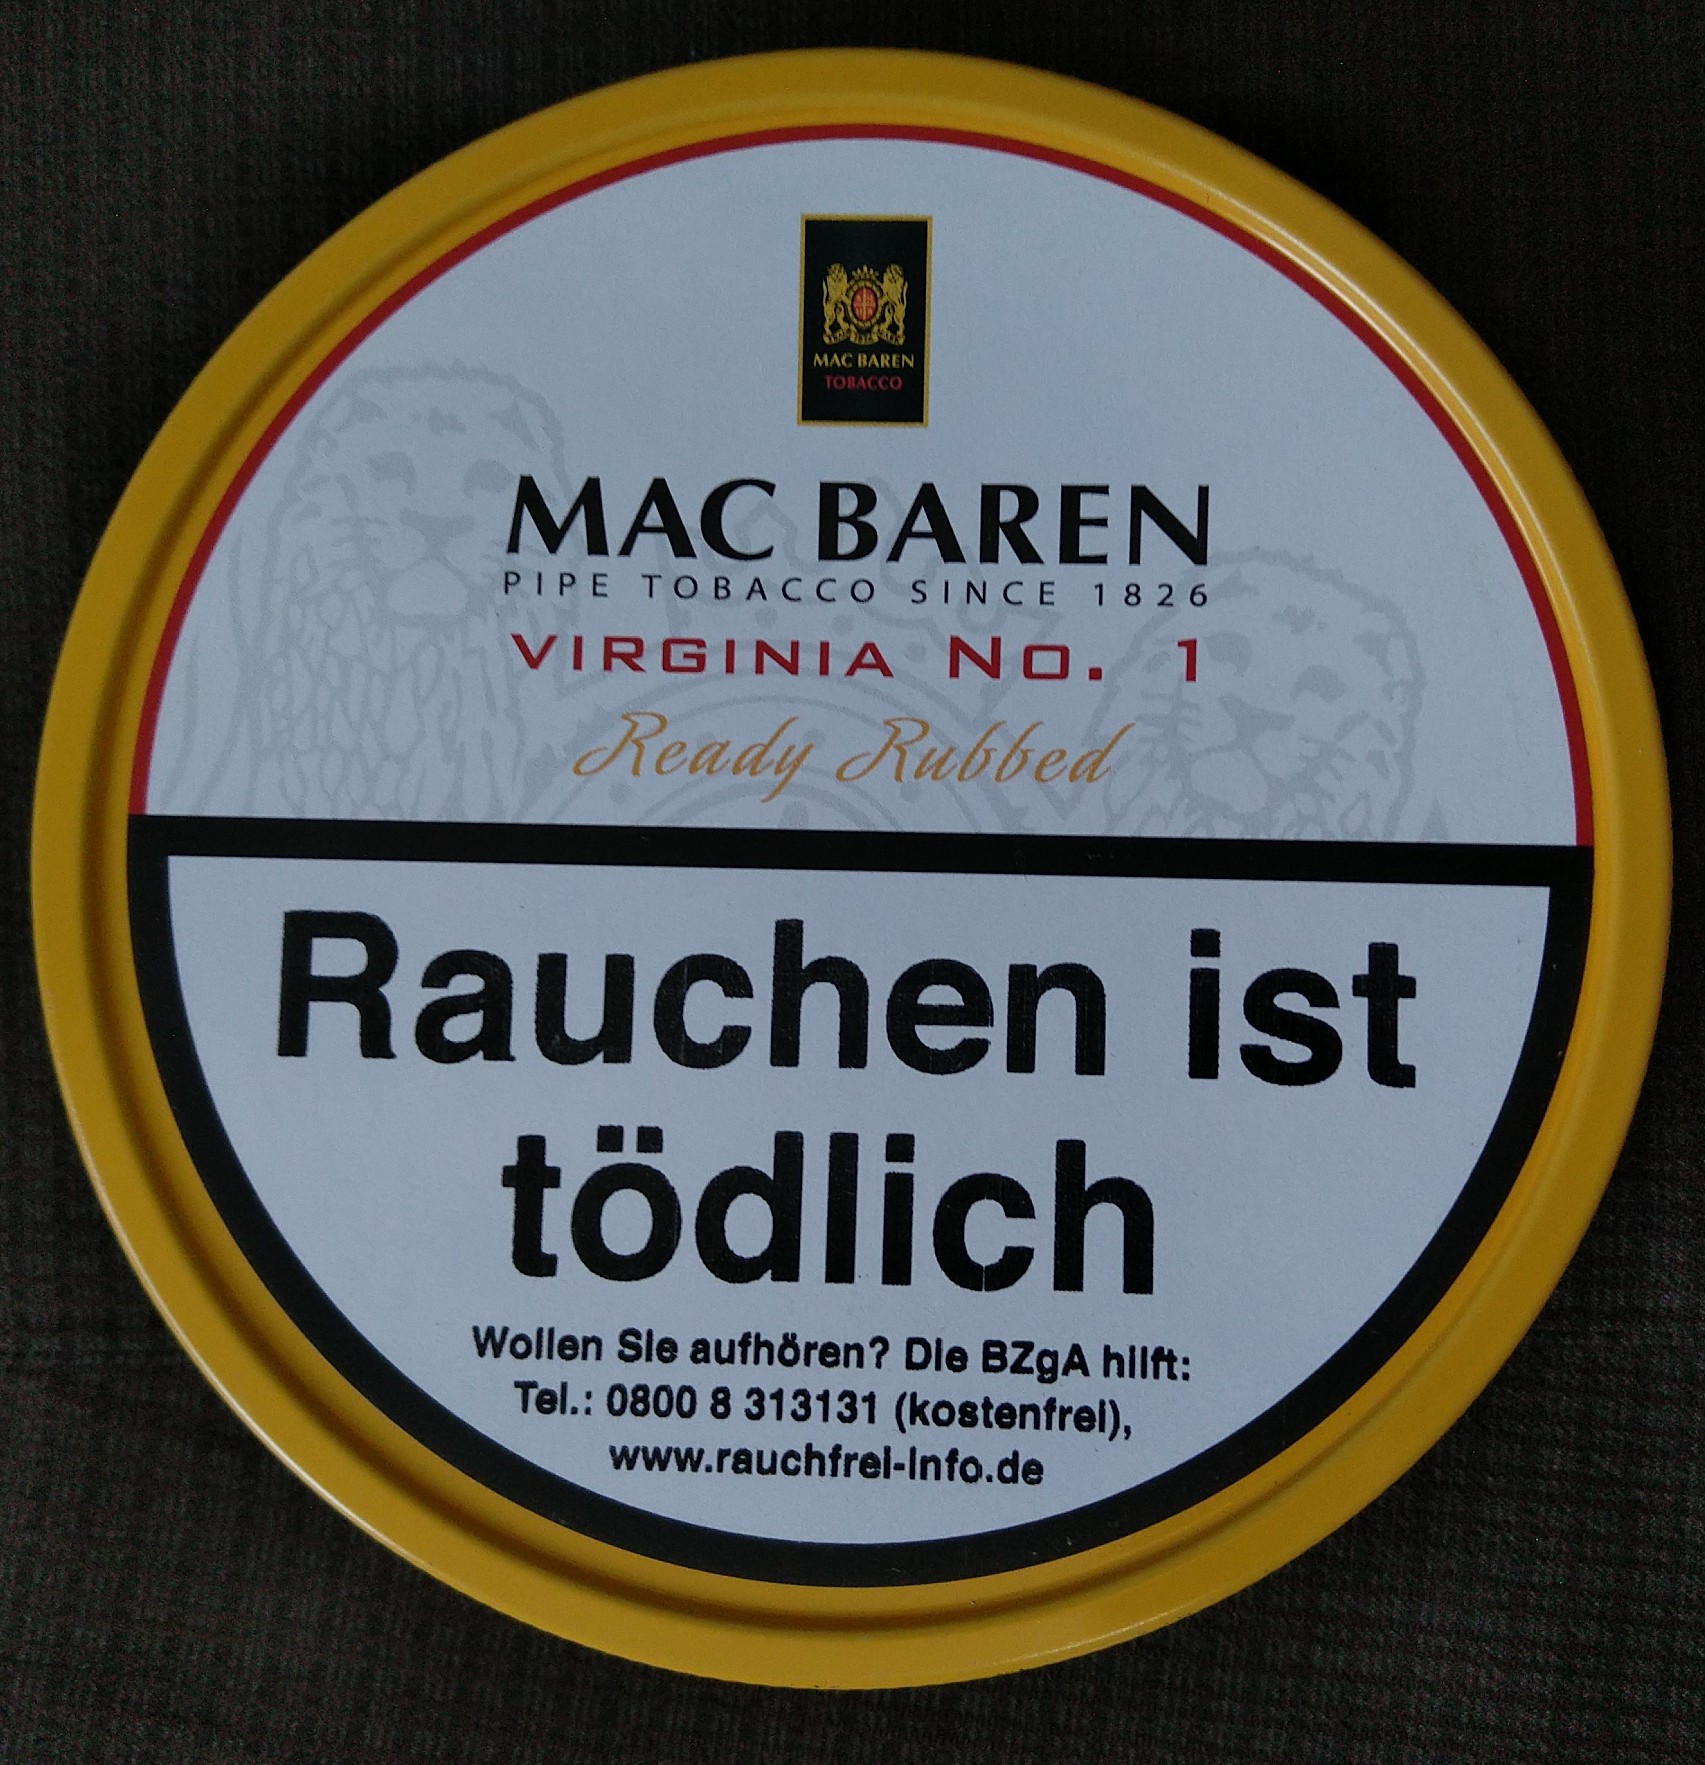 MAC BAREN
TOBACCO
MAC BAREN
PIPE TOBACCO SINCE 1826
VIRGINIA No. 1
Ready Rubbed
Rauchen ist
tödlich
Wollen Sie aufhören? Die BZgA hilft:
Tel.: 0800 8 313131 (kostenfrei),
www.rauchfrei-info.de